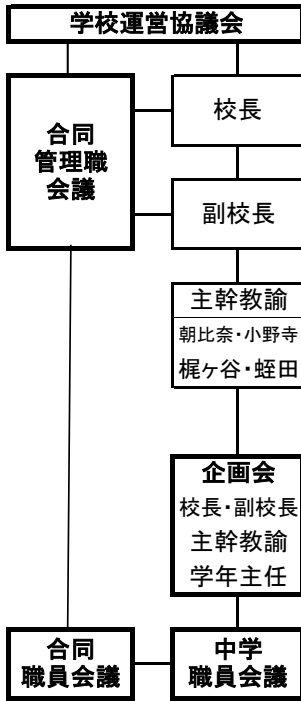 学校運営協議会
合同
管理職
会議
校長
副校長
主幹教諭
朝比奈・小野寺
梶ヶ谷・蛭田
企画会
校長・副校長
主幹教諭
学年主任
合同
職員会議
中学
職員会議